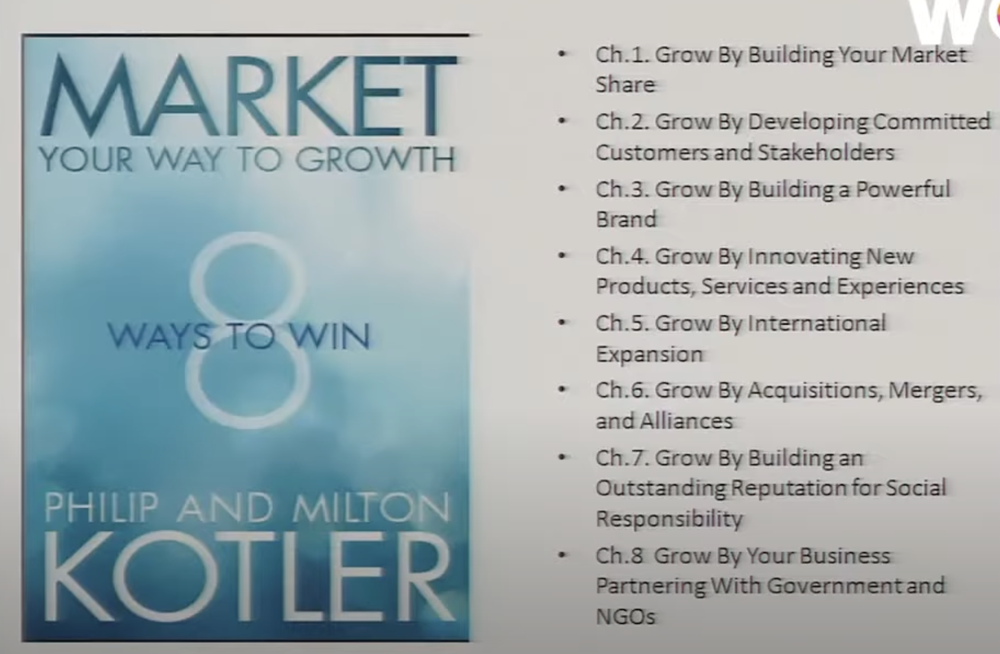 WO
MARKET
YOUR WAY TO GROWTH
8
WAYS TO WIN
PHILIP AND MILTON
KOTLER
• Ch.1. Grow By Building Your Market
Share
• Ch.2. Grow By Developing Committed
Customers and Stakeholders
• Ch.3. Grow By Building a Powerful
Brand
• Ch.4. Grow By Innovating New
Products, Services and Experiences
• Ch.5. Grow By International
Expansion
• Ch.6. Grow By Acquisitions, Mergers,
and Alliances
• Ch.7. Grow By Building an
Outstanding Reputation for Social
Responsibility
• Ch.8 Grow By Your Business
Partnering With Government and
NGOs